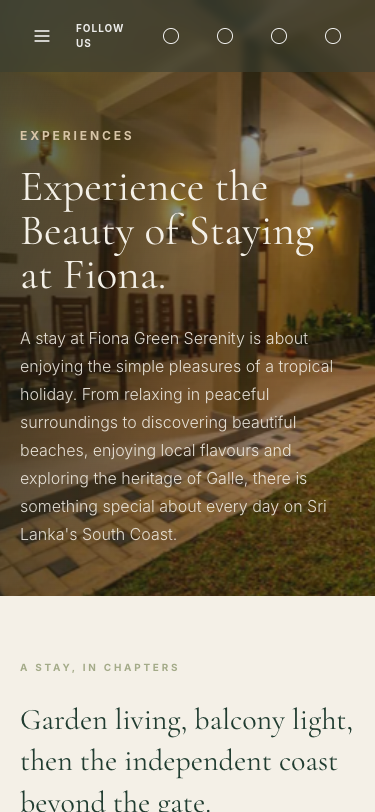 FOLLOW
US
EXPERIENCES
Experience the
Beauty of Staying
at Fiona.
A stay at Fiona Green Serenity is about
enjoying the simple pleasures of a tropical
holiday. From relaxing in peaceful
surroundings to discovering beautiful
beaches, enjoying local flavours and
exploring the heritage of Galle, there is
something special about every day on Sri
Lanka's South Coast.
A STAY, IN CHAPTERS
Garden living, balcony light,
then the independent coast
beyond the gate.